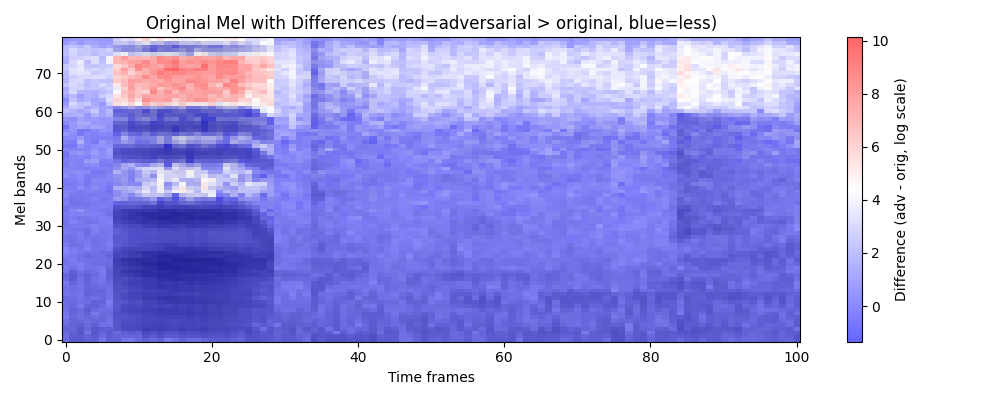 Original Mel with Differences (red=adversarial > original, blue=less)
Mel bands
70
60
50
40
30
20
10
0
0 20 40 60 80 100
Time frames
10
8
6
4
2
0
Difference (adv - orig, log scale)